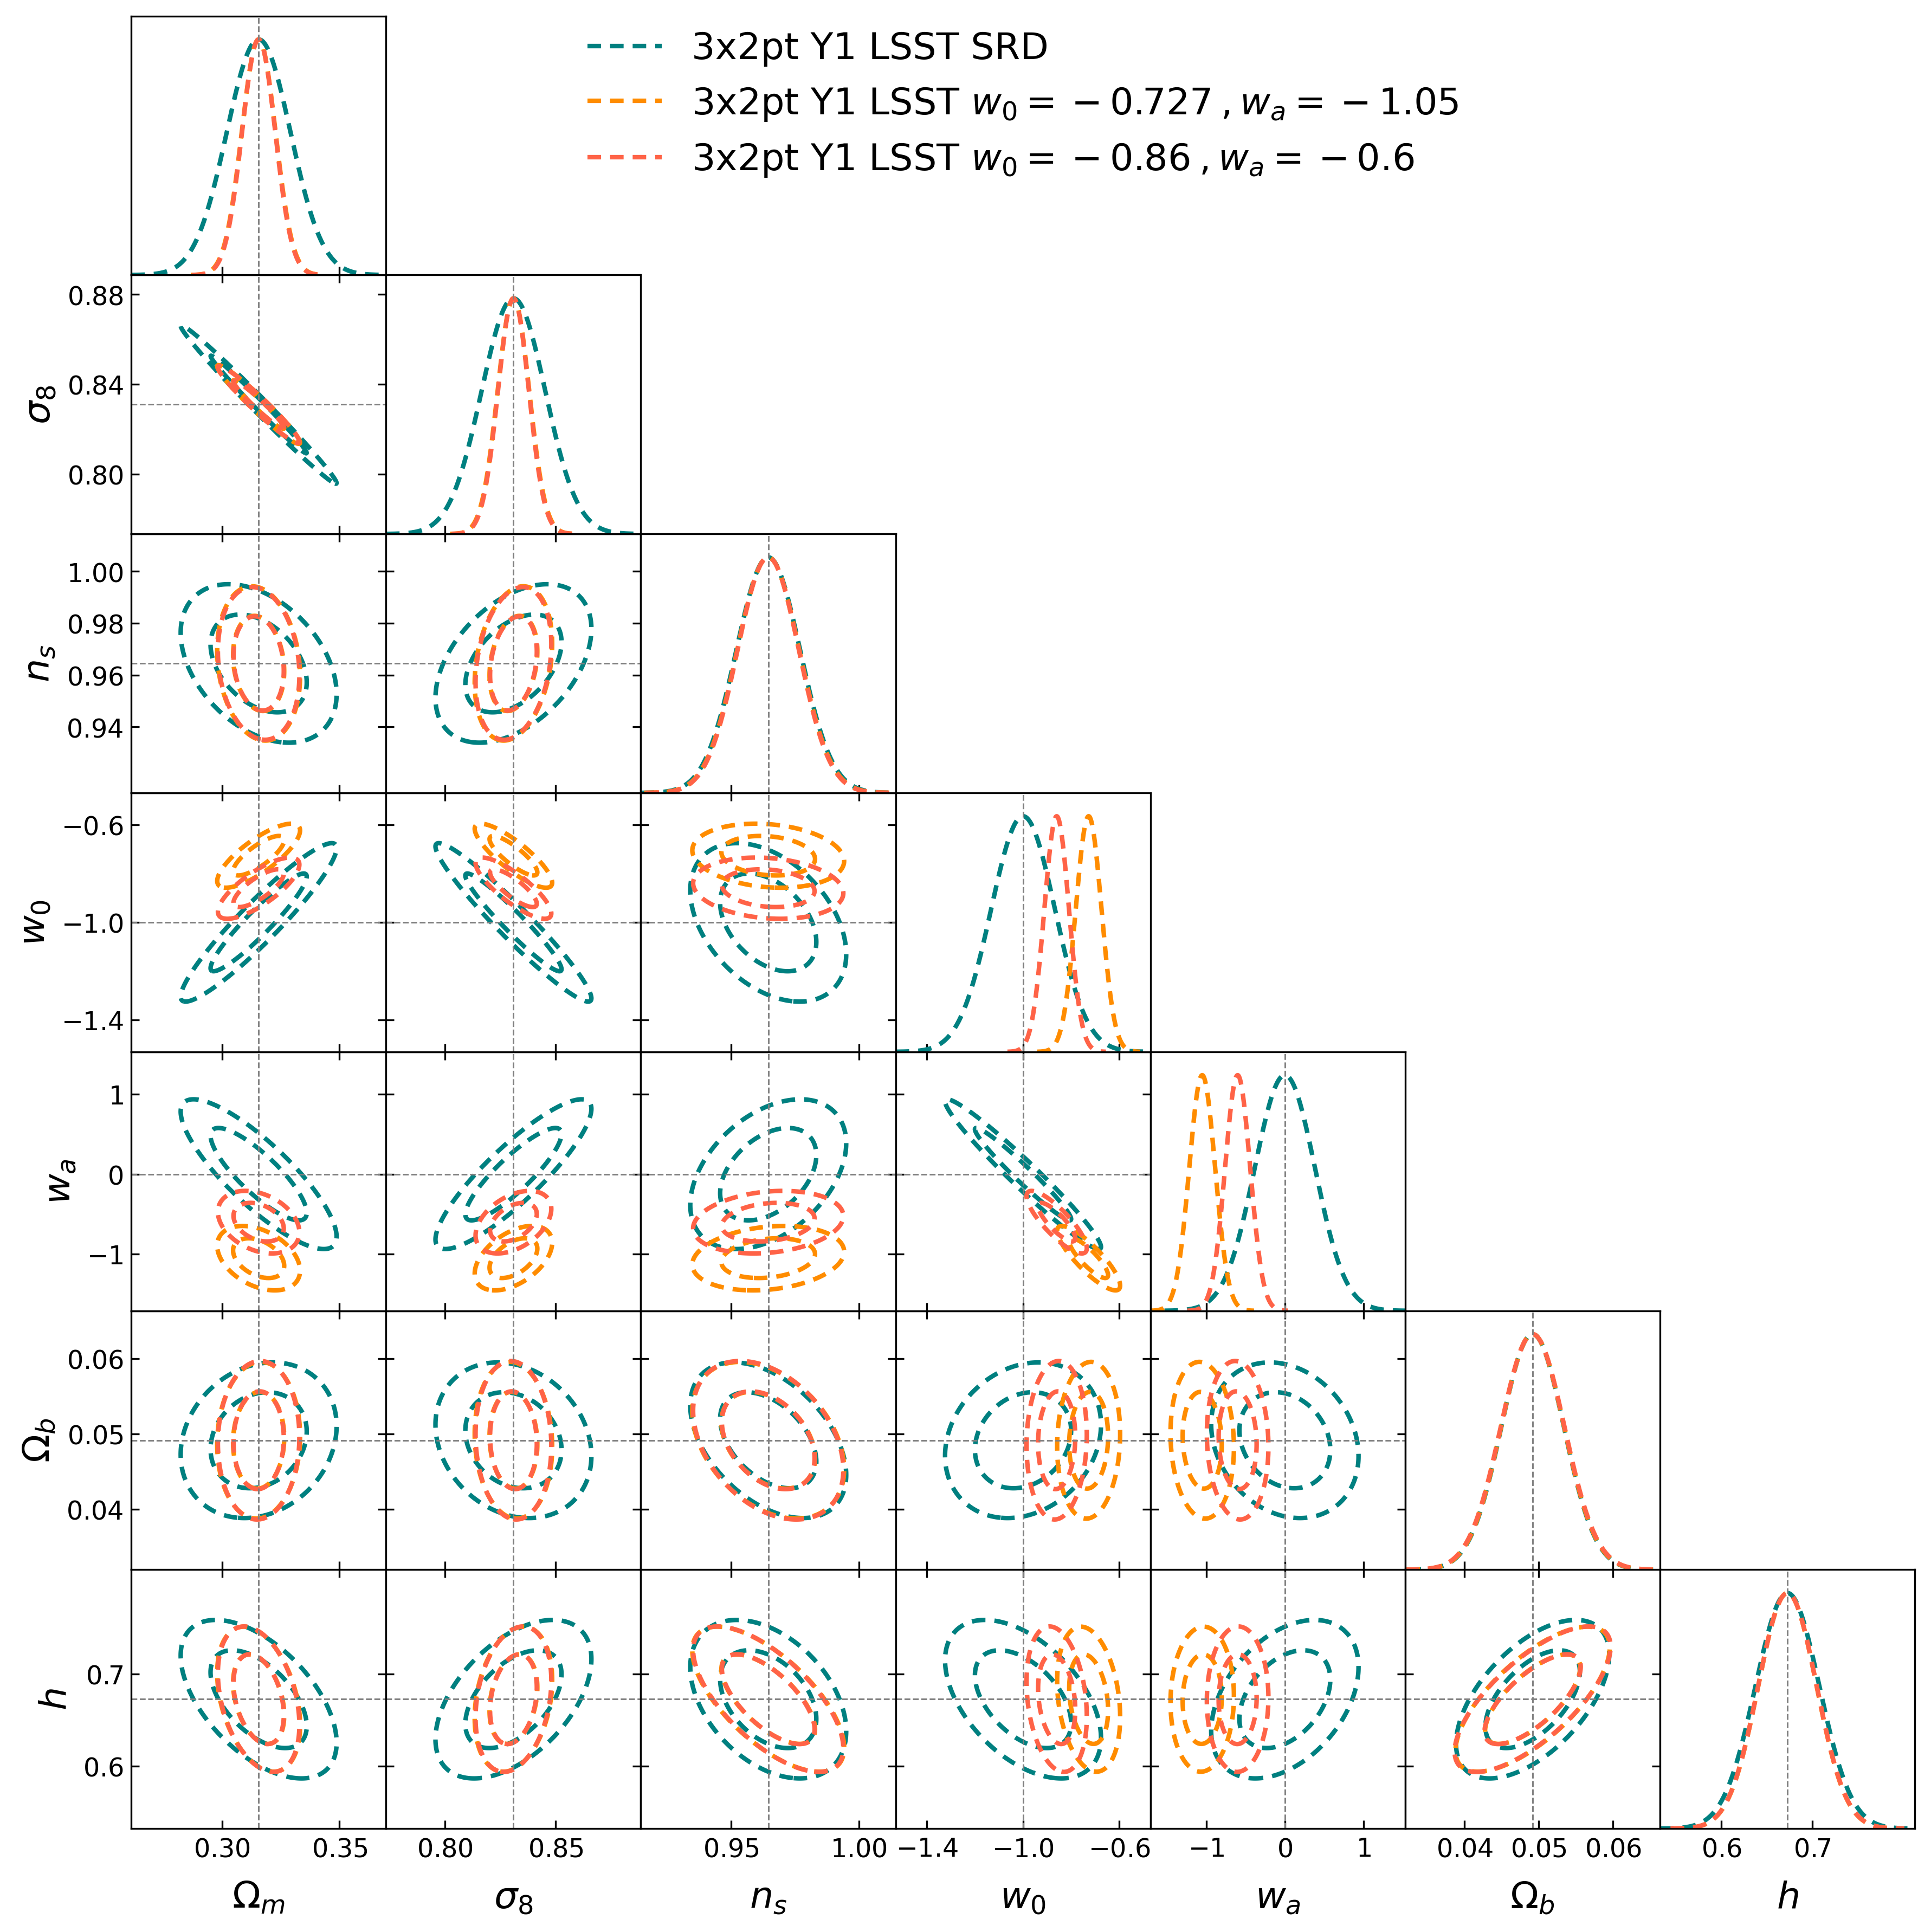 3x2pt Y1 LSST SRD
3x2pt Y1 LSST w₀ = −0.727 , wₐ = −1.05
3x2pt Y1 LSST w₀ = −0.86 , wₐ = −0.6
0.88
0.84
0.80
σ₈
1.00
0.98
0.96
0.94
nₛ
−0.6
−1.0
−1.4
w₀
1
0
−1
wₐ
0.06
0.05
0.04
Ω_b
0.7
0.6
h
0.30 0.35 0.80 0.85 0.95 1.00 −1.4 −1.0 −0.6 −1 0 1 0.04 0.05 0.06 0.6 0.7
Ωₘ σ₈ nₛ w₀ wₐ Ω_b h